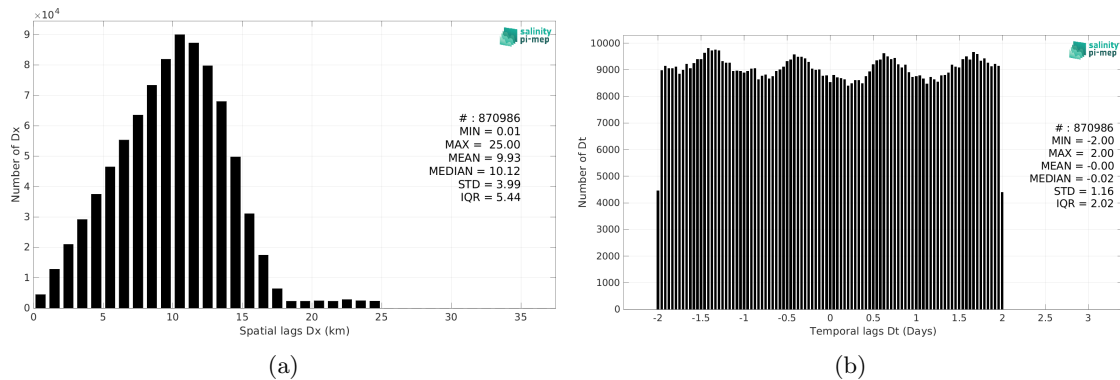 ×10⁴
9
8
7
6
5
4
3
2
1
0
Number of Dx
0 5 10 15 20 25 30 35
Spatial lags Dx (km)
salinity
pi-mep
# : 870986
MIN = 0.01
MAX = 25.00
MEAN = 9.93
MEDIAN = 10.12
STD = 3.99
IQR = 5.44
(a)
10000
9000
8000
7000
6000
5000
4000
3000
2000
1000
0
Number of Dt
-2 -1.5 -1 -0.5 0 0.5 1 1.5 2 2.5 3
Temporal lags Dt (Days)
salinity
pi-mep
# : 870986
MIN = -2.00
MAX = 2.00
MEAN = -0.00
MEDIAN = -0.02
STD = 1.16
IQR = 2.02
(b)